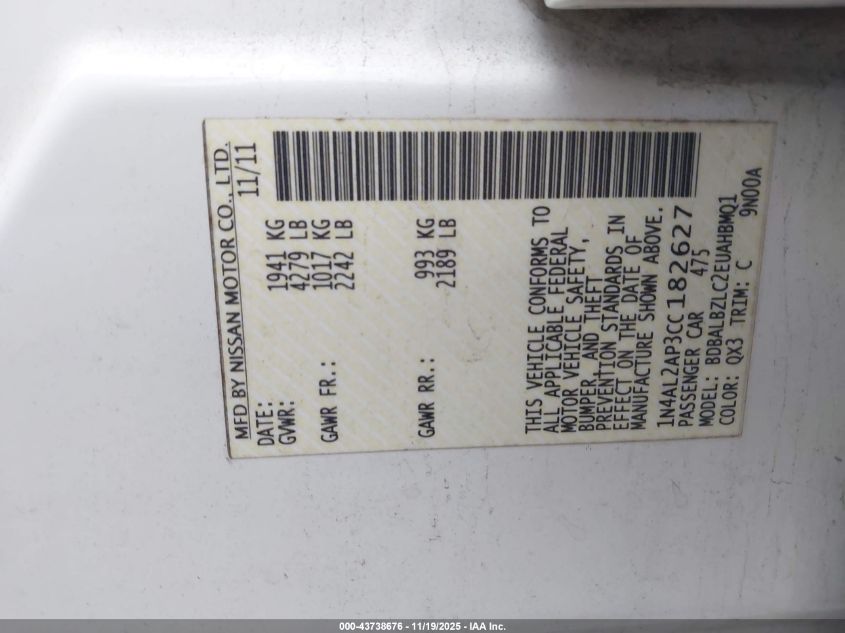 MFD BY NISSAN MOTOR CO., LTD.
DATE: 11/11
GVWR: 1941 KG
4279 LB
GAWR FR.: 1017 KG
2242 LB
GAWR RR.: 993 KG
2189 LB
THIS VEHICLE CONFORMS TO
ALL APPLICABLE FEDERAL
MOTOR VEHICLE SAFETY,
BUMPER, AND THEFT
PREVENTION STANDARDS IN
EFFECT ON THE DATE OF
MANUFACTURE SHOWN ABOVE.
1N4AL2AP3CC182627
PASSENGER CAR 475
MODEL: BDBALBZLC2EUAHBMQ1
COLOR: QX3 TRIM: C 9N00A
000-43738676 - 11/19/2025 - IAA Inc.